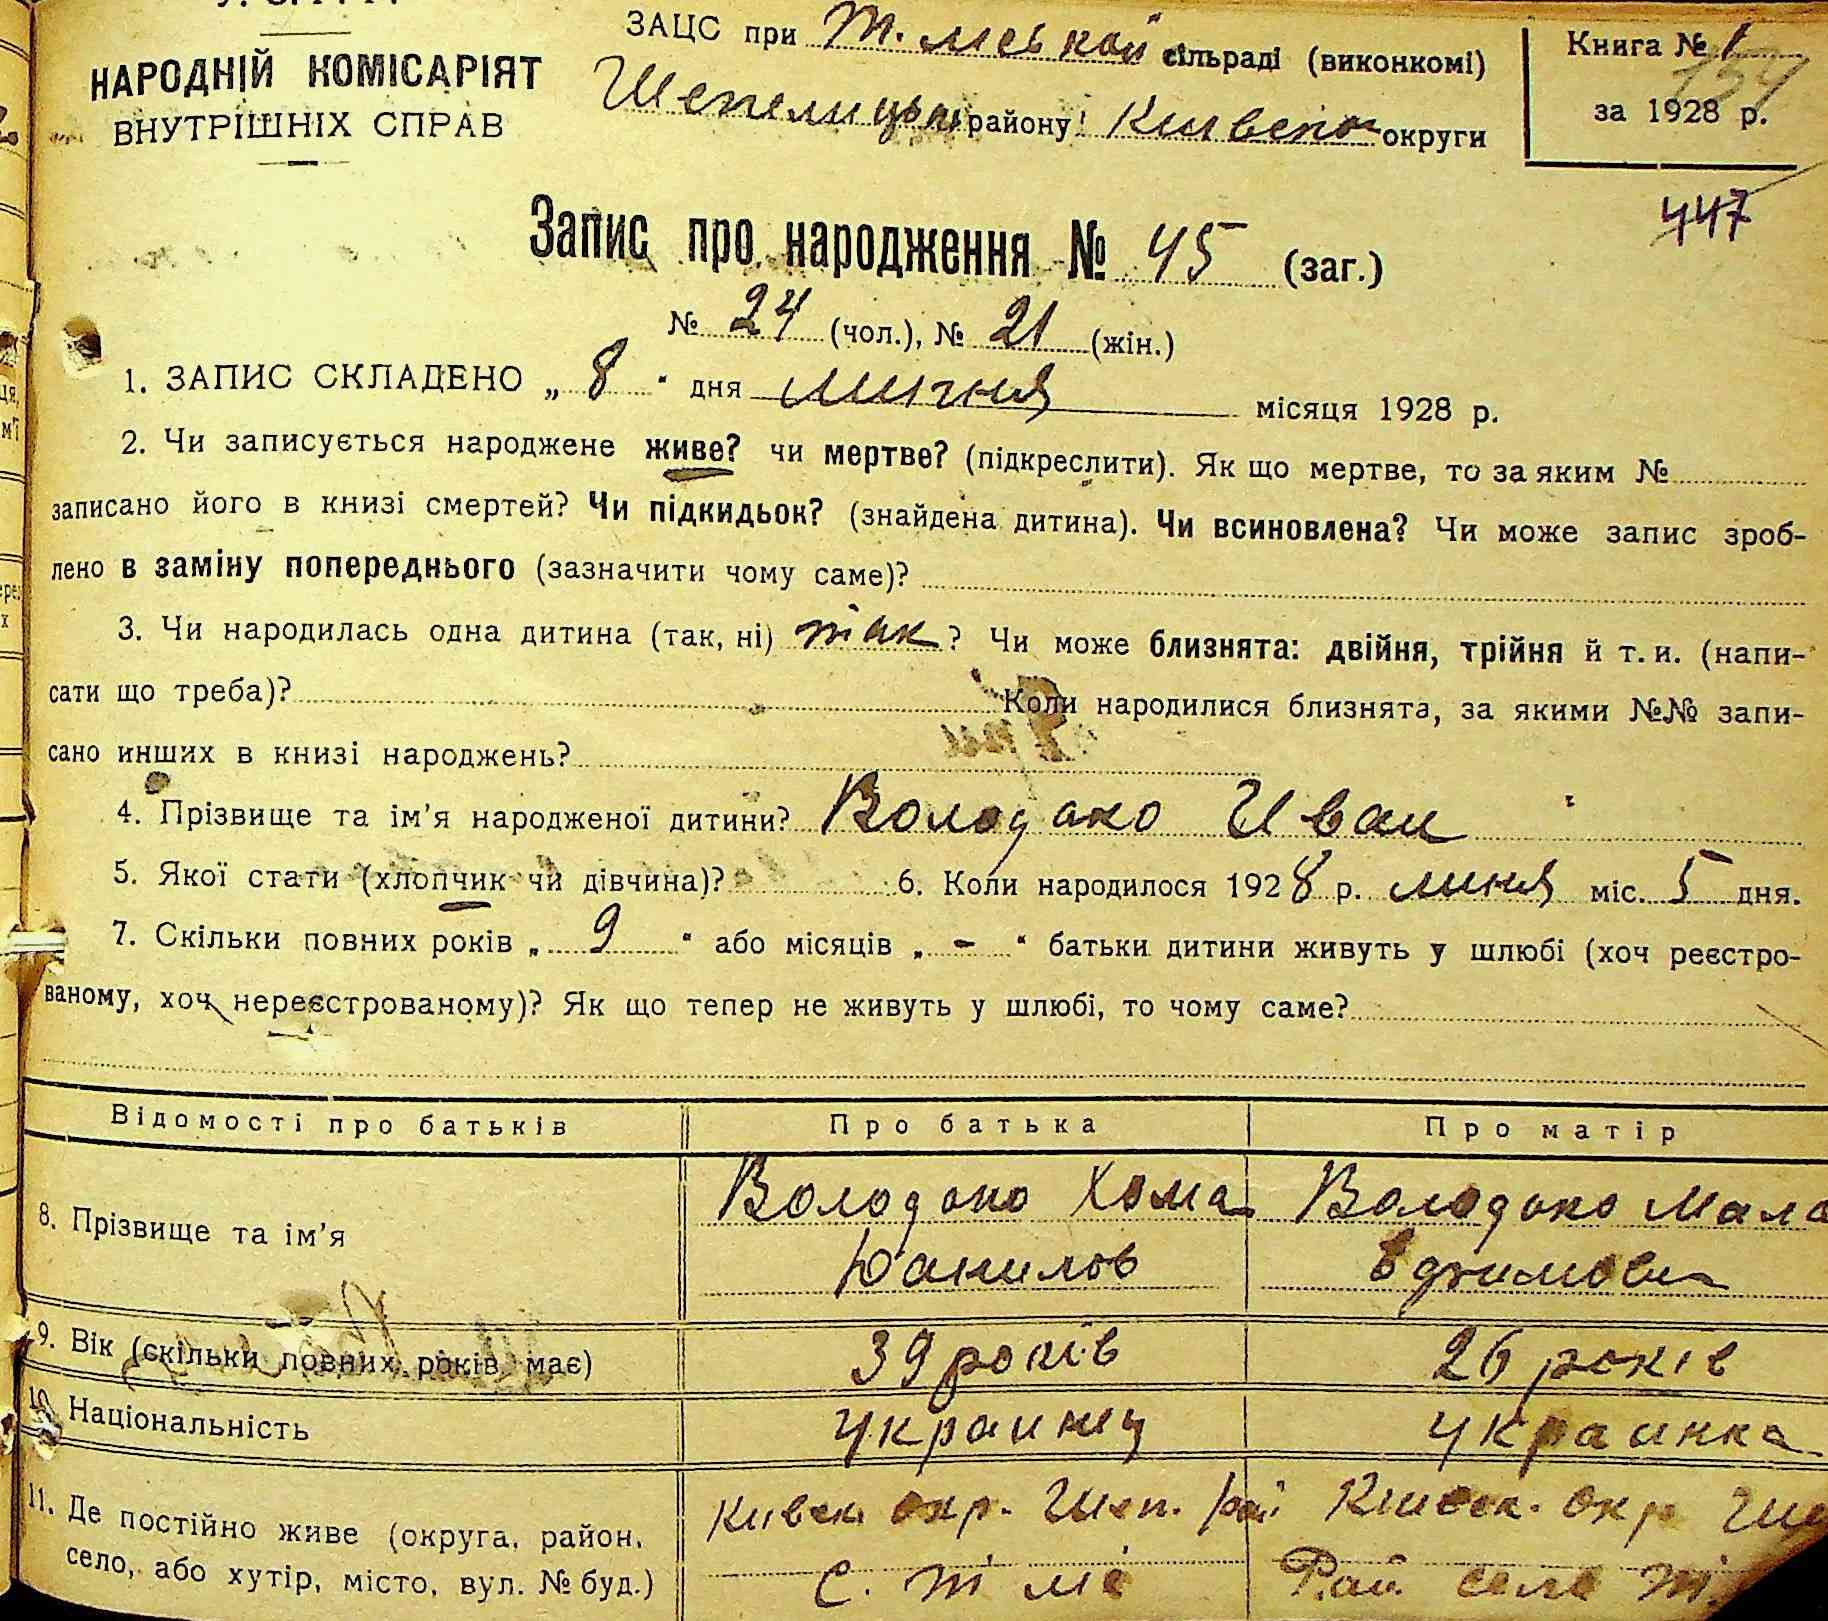 НАРОДНІЙ КОМІСАРІЯТ
ВНУТРІШНІХ СПРАВ
ЗАЦС при сільраді (виконкомі)
району округи
Книга № 1
за 1928 р.
447
Запис про народження № 45 (заг.)
№ 24 (чол.), № 21 (жін.)
1. ЗАПИС СКЛАДЕНО „ 8 “ дня місяця 1928 р.
2. Чи записується народжене живе? чи мертве? (підкреслити). Як що мертве, то за яким №
записано його в книзі смертей? Чи підкидьок? (знайдена дитина). Чи всиновлена? Чи може запис зроб-
лено в заміну попереднього (зазначити чому саме)?
3. Чи народилась одна дитина (так, ні) так ? Чи може близнята: двійня, трійня й т. и. (напи-
сати що треба)? Коли народилися близнята, за якими №№ запи-
сано инших в книзі народжень?
4. Прізвище та ім’я народженої дитини? Володако Иван
5. Якої стати (хлопчик чи дівчина)? 6. Коли народилося 1928 р. липня міс. 5 дня.
7. Скільки повних років „ 9 “ або місяців „ - “ батьки дитини живуть у шлюбі (хоч реєстро-
ваному, хоч нереєстрованому)? Як що тепер не живуть у шлюбі, то чому саме?
Відомості про батьків Про батька Про матір
8. Прізвище та ім’я Володоко Хома Володоко
Данилов
9. Вік (скільки повних років має) 39 років 26 років
10. Національність украинец украинка
11. Де постійно живе (округа, район, окр. Шеп. рай окр
село, або хутір, місто, вул. № буд.) с. Рай. село